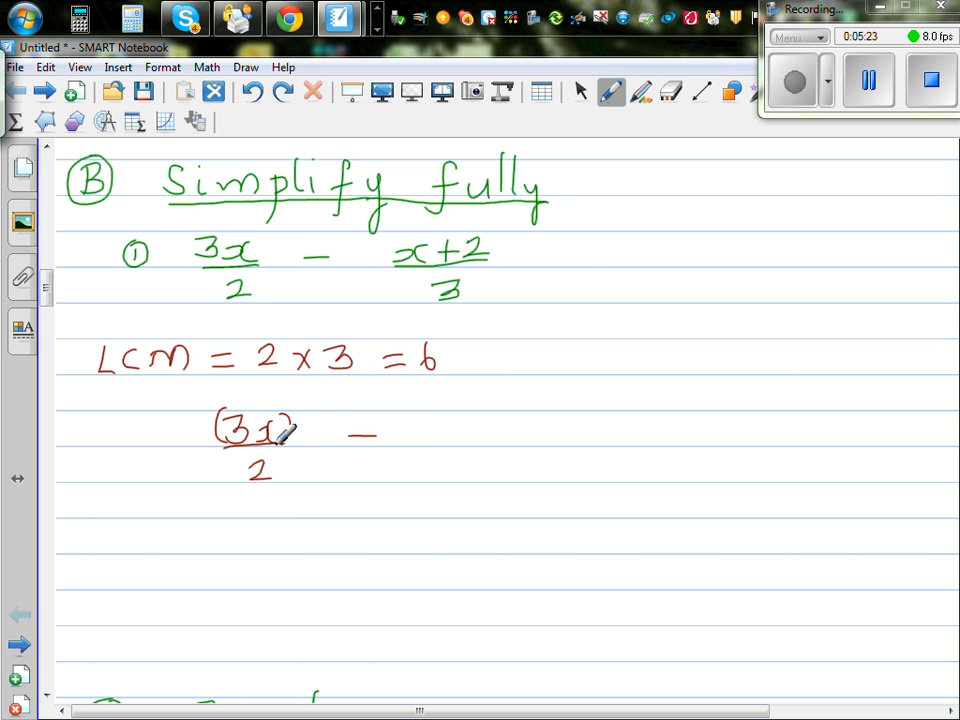 Recording...
Menu
0:05:23
8.0 fps
Untitled * - SMART Notebook
File Edit View Insert Format Math Draw Help
B Simplify fully
① 3x/2 - x+2/3
LCM = 2 x 3 = 6
(3x)/2 -